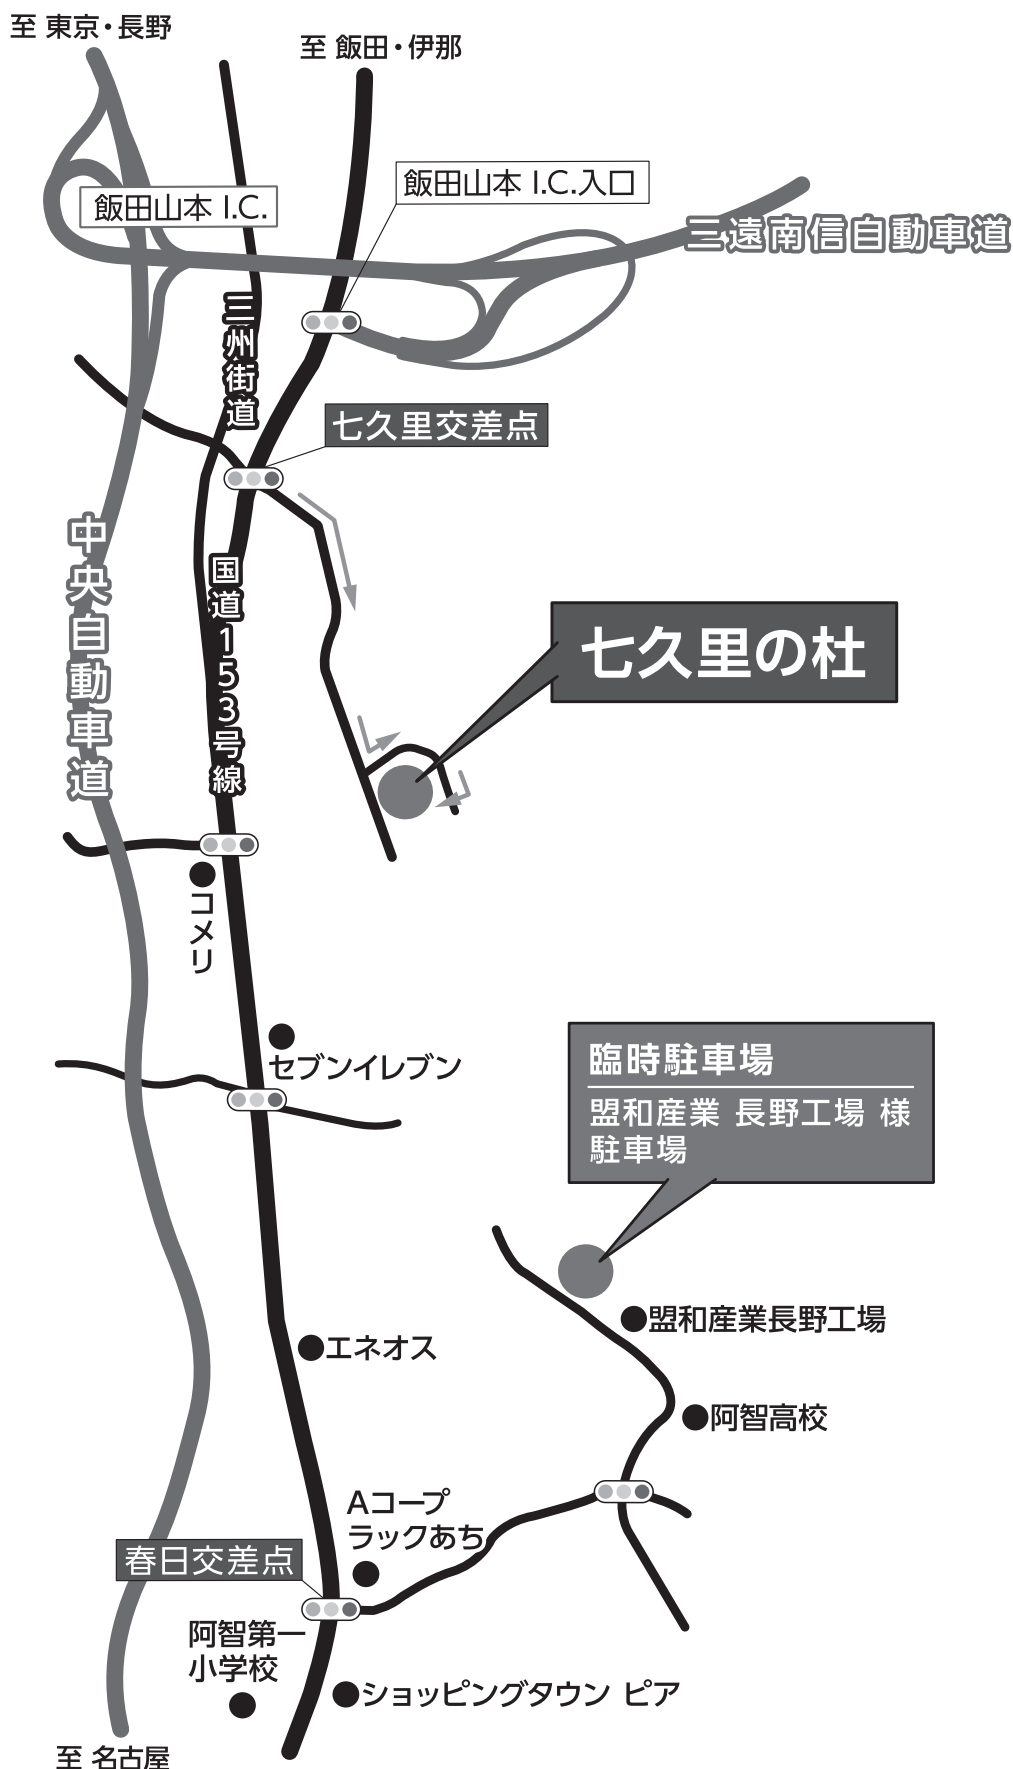 至 東京・長野
至 飯田・伊那
飯田山本 I.C.入口
飯田山本 I.C.
三遠南信自動車道
三州街道
七久里交差点
中央自動車道
国道153号線
七久里の杜
コメリ
セブンイレブン
臨時駐車場
盟和産業 長野工場 様
駐車場
盟和産業長野工場
エネオス
阿智高校
Aコープ
ラックあち
春日交差点
阿智第一
小学校
ショッピングタウン ピア
至 名古屋